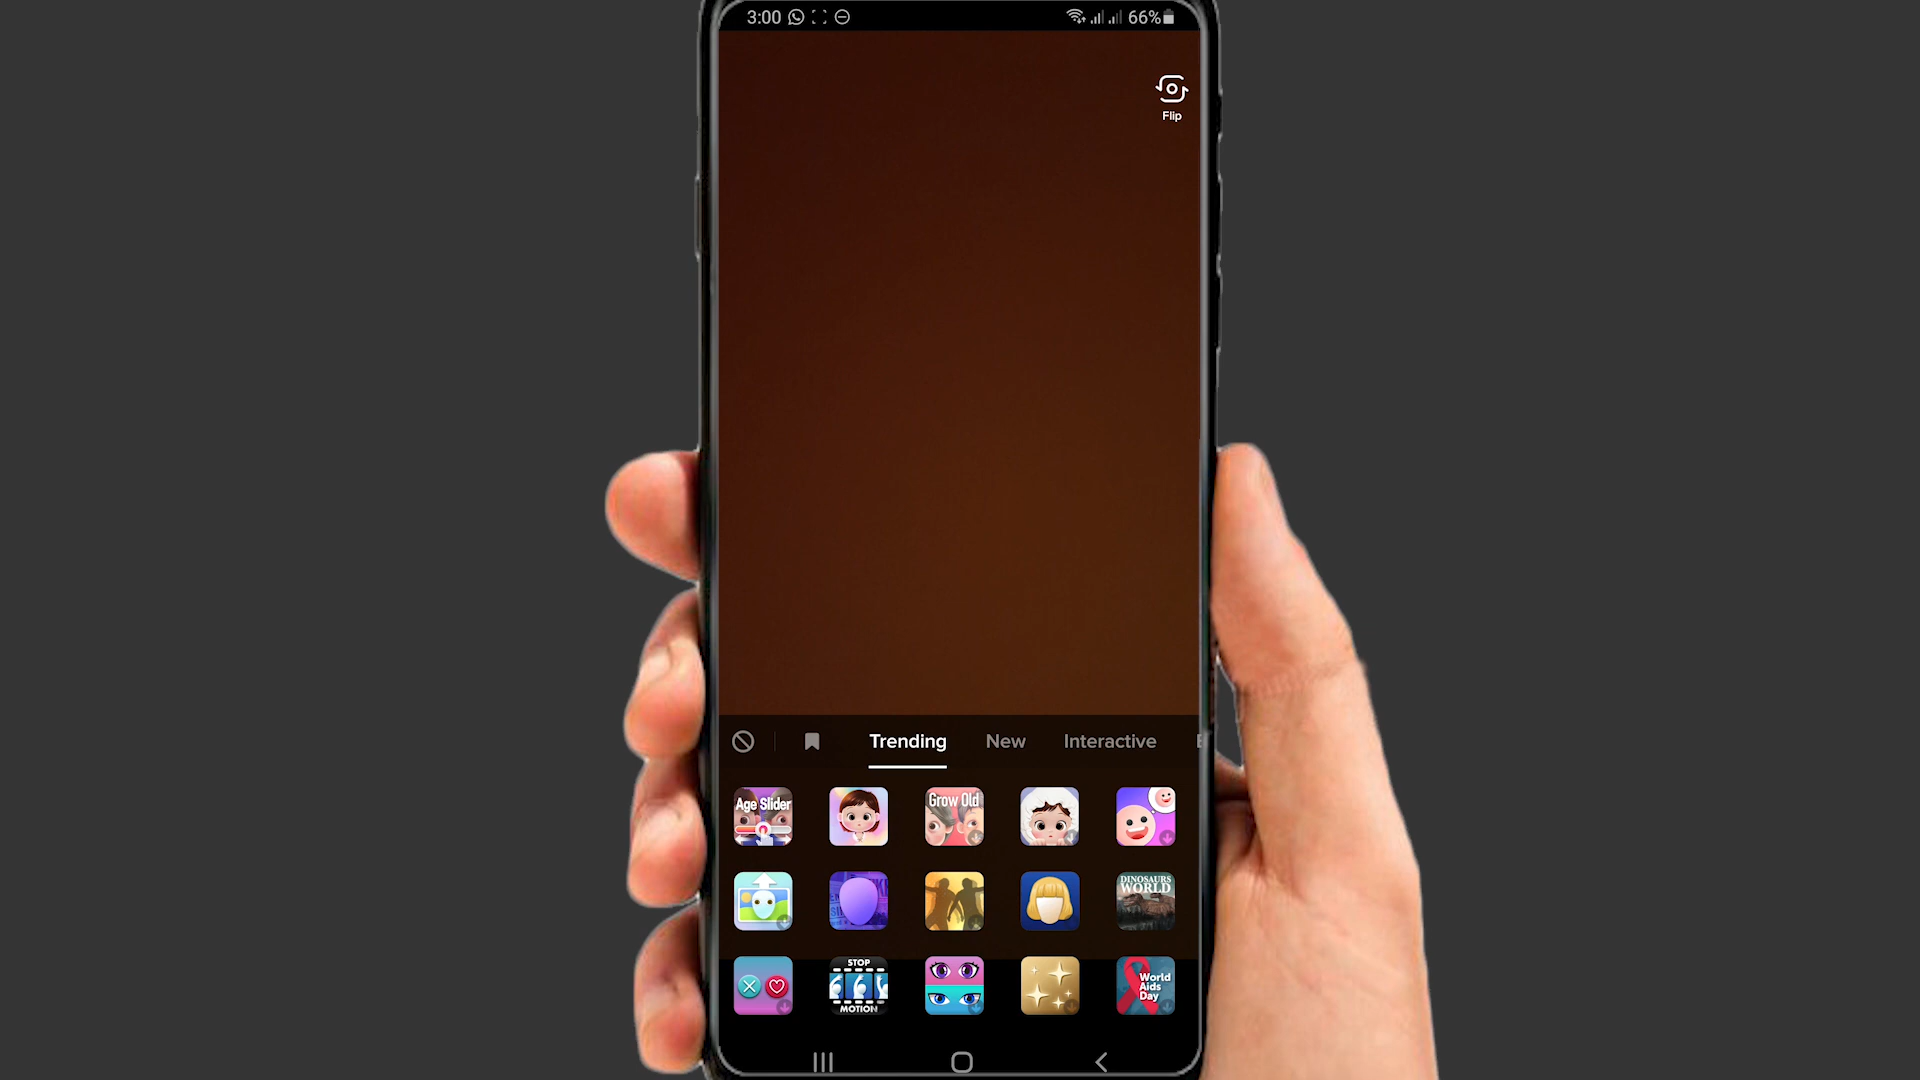 3:00
66%
Flip
Trending New Interactive
Age Slider
Grow Old
DINOSAURS
WORLD
STOP
MOTION
World
Aids
Day